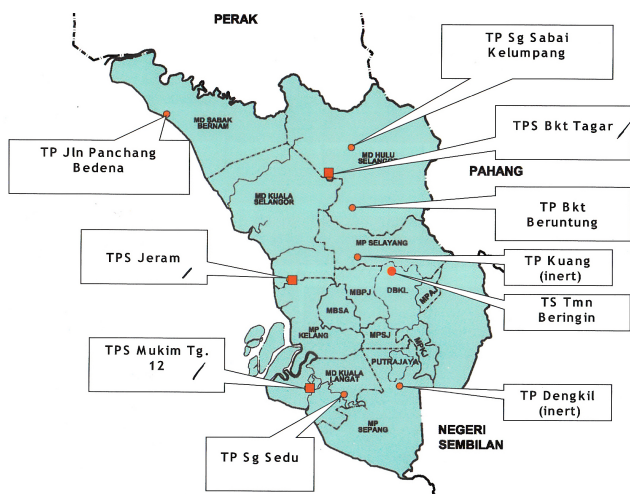 PERAK
TP Sg Sabai
Kelumpang
MD SABAK
BERNAM
TPS Bkt Tagar
TP Jln Panchang
Bedena
MD HULU
SELANGOR
PAHANG
MD KUALA
SELANGOR
TP Bkt
Beruntung
MP SELAYANG
TPS Jeram
TP Kuang
(inert)
MBPJ
DBKL
MPAJ
TS Tmn
Beringin
MBSA
MP
KELANG
MPSJ
MPKJ
TPS Mukim Tg.
12
PUTRAJAYA
MD KUALA
LANGAT
TP Dengkil
(inert)
MP
SEPANG
NEGERI
SEMBILAN
TP Sg Sedu